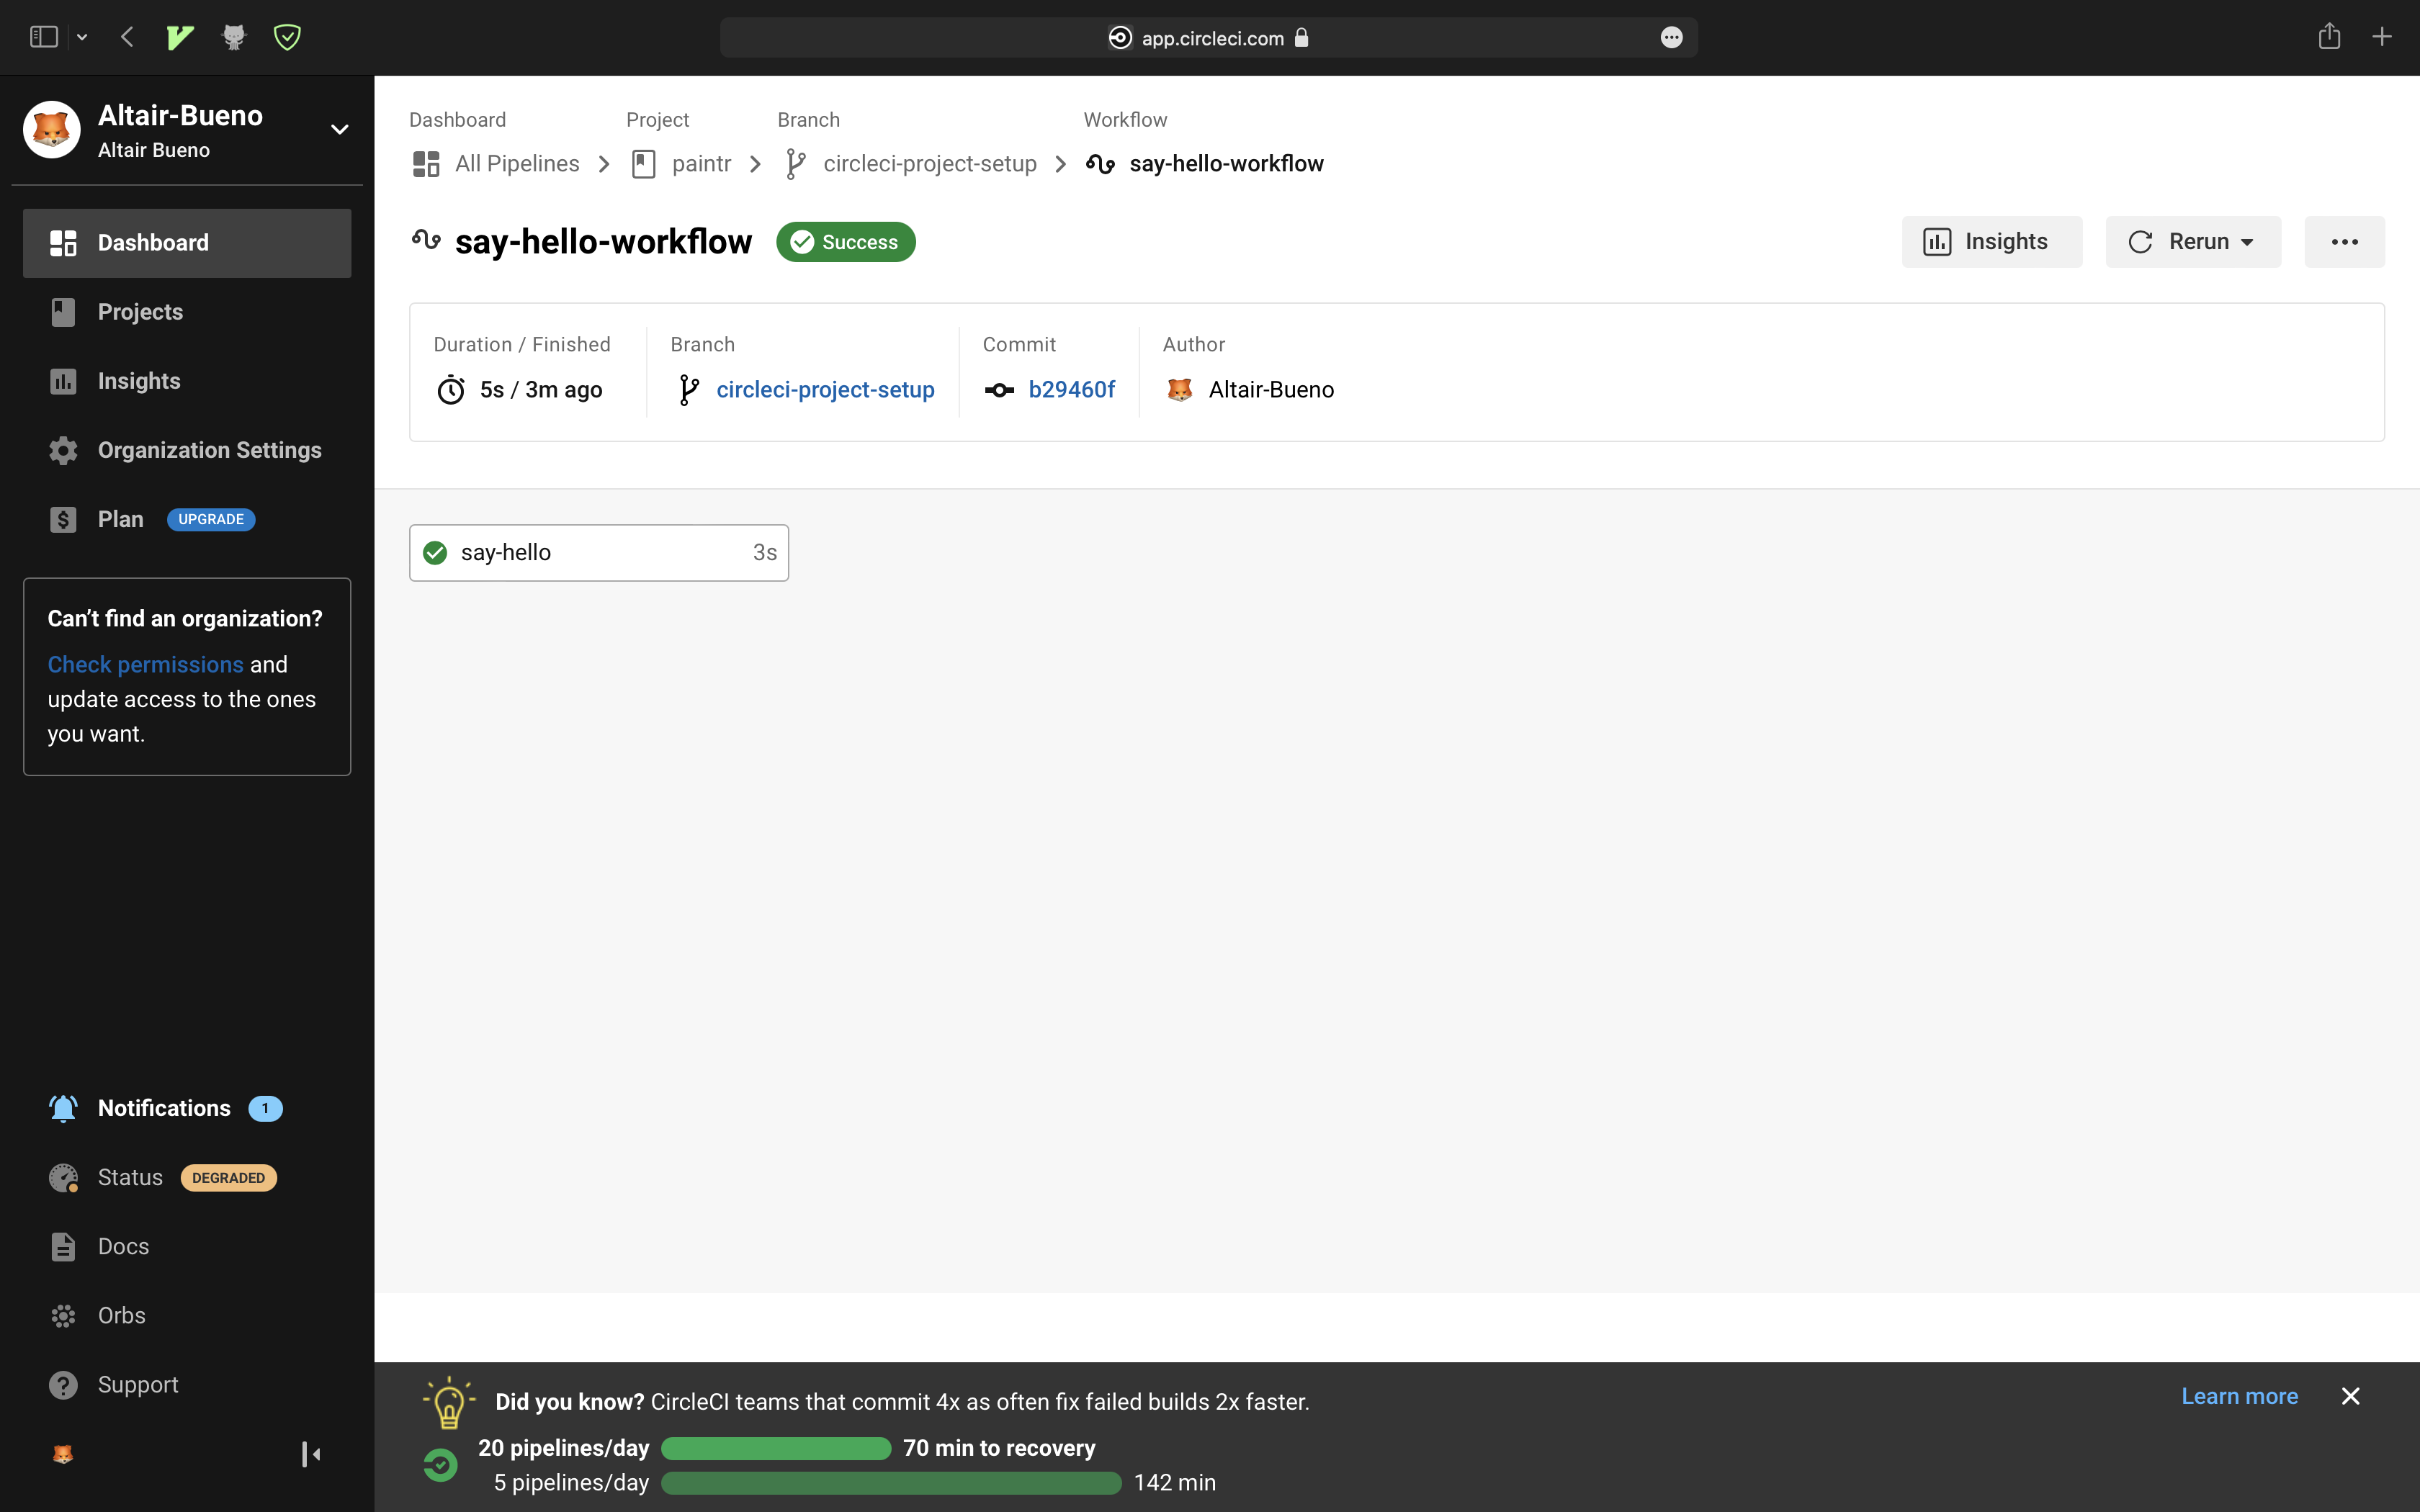 app.circleci.com
Altair-Bueno
Altair Bueno
Dashboard
Projects
Insights
Organization Settings
Plan UPGRADE
Can’t find an organization?
Check permissions and
update access to the ones
you want.
Notifications 1
Status DEGRADED
Docs
Orbs
Support
Dashboard Project Branch Workflow
All Pipelines paintr circleci-project-setup say-hello-workflow
say-hello-workflow Success
Insights Rerun
Duration / Finished Branch Commit Author
5s / 3m ago circleci-project-setup b29460f Altair-Bueno
say-hello 3s
Did you know? CircleCI teams that commit 4x as often fix failed builds 2x faster.
Learn more
20 pipelines/day 70 min to recovery
5 pipelines/day 142 min